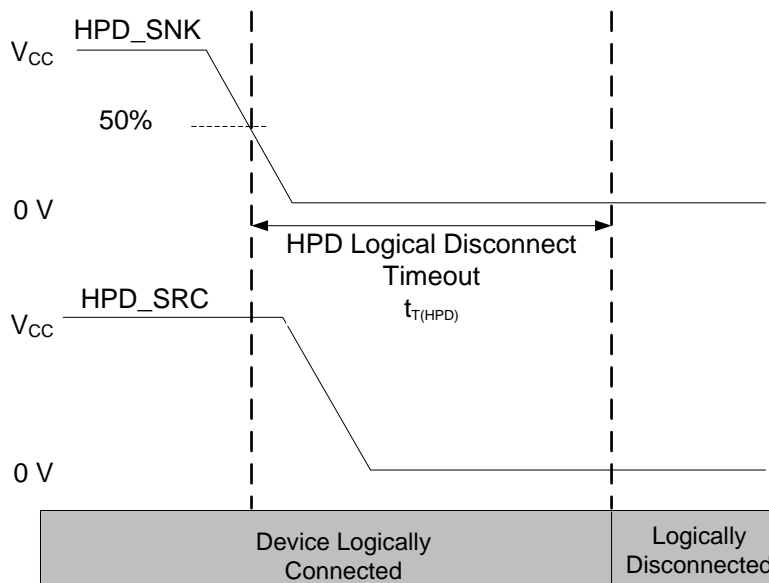 HPD_SNK
VCC
50%
0 V
HPD Logical Disconnect
Timeout
tT(HPD)
HPD_SRC
VCC
0 V
Device Logically
Connected
Logically
Disconnected